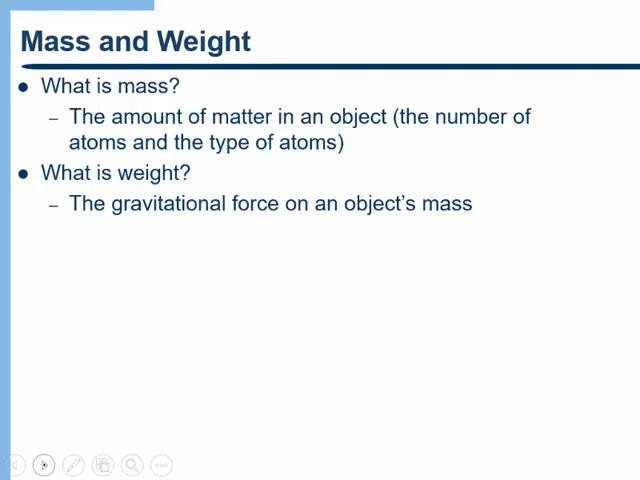 Mass and Weight
● What is mass?
– The amount of matter in an object (the number of
atoms and the type of atoms)
● What is weight?
– The gravitational force on an object’s mass